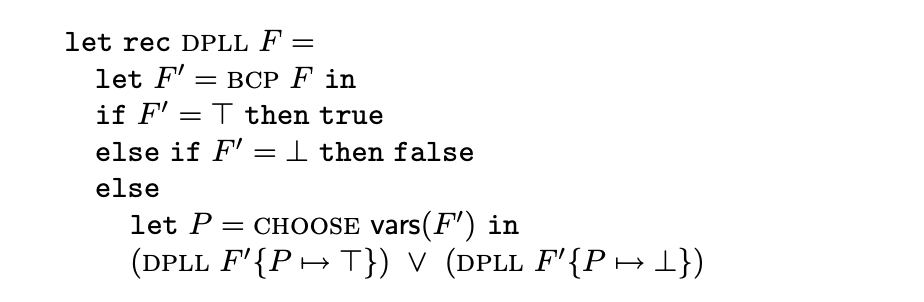 let rec DPLL F =
let F′ = BCP F in
if F′ = ⊤ then true
else if F′ = ⊥ then false
else
let P = CHOOSE vars(F′) in
(DPLL F′{P ↦ ⊤}) ∨ (DPLL F′{P ↦ ⊥})